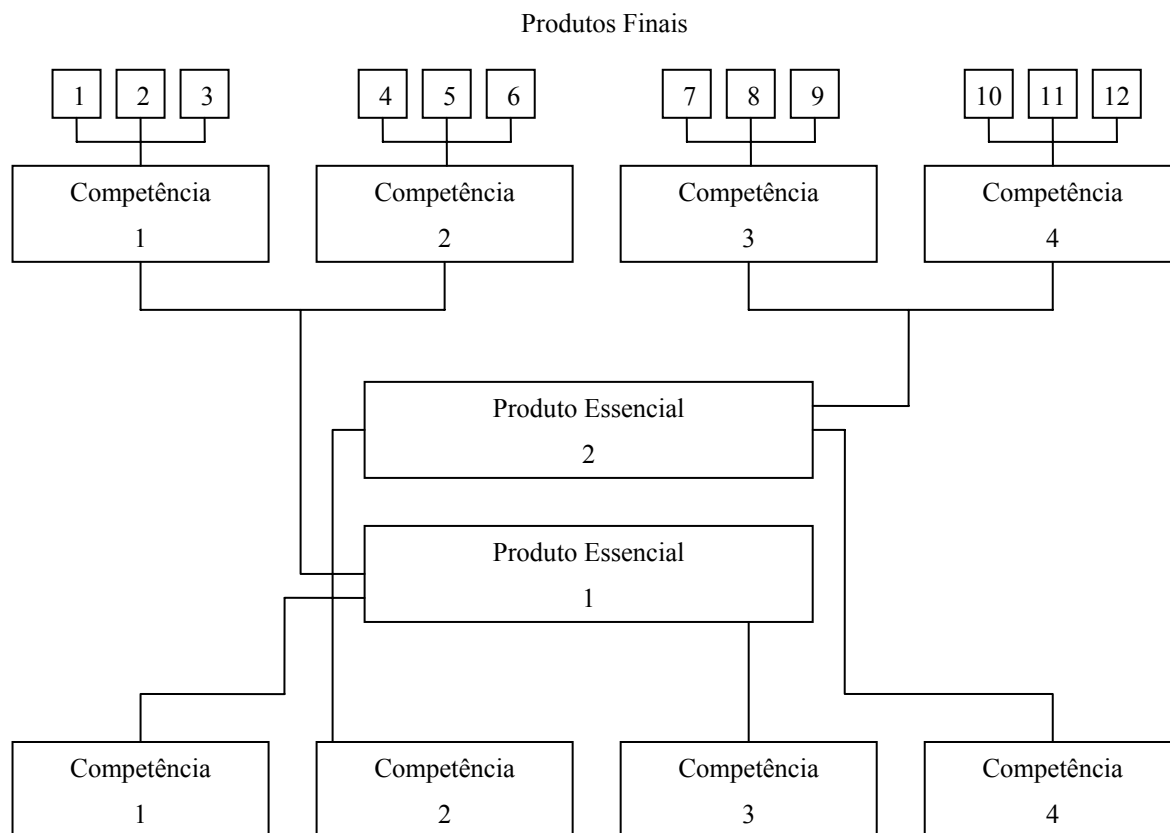 Produtos Finais
1 2 3 4 5 6 7 8 9 10 11 12
Competência
1
Competência
2
Competência
3
Competência
4
Produto Essencial
2
Produto Essencial
1
Competência
1
Competência
2
Competência
3
Competência
4